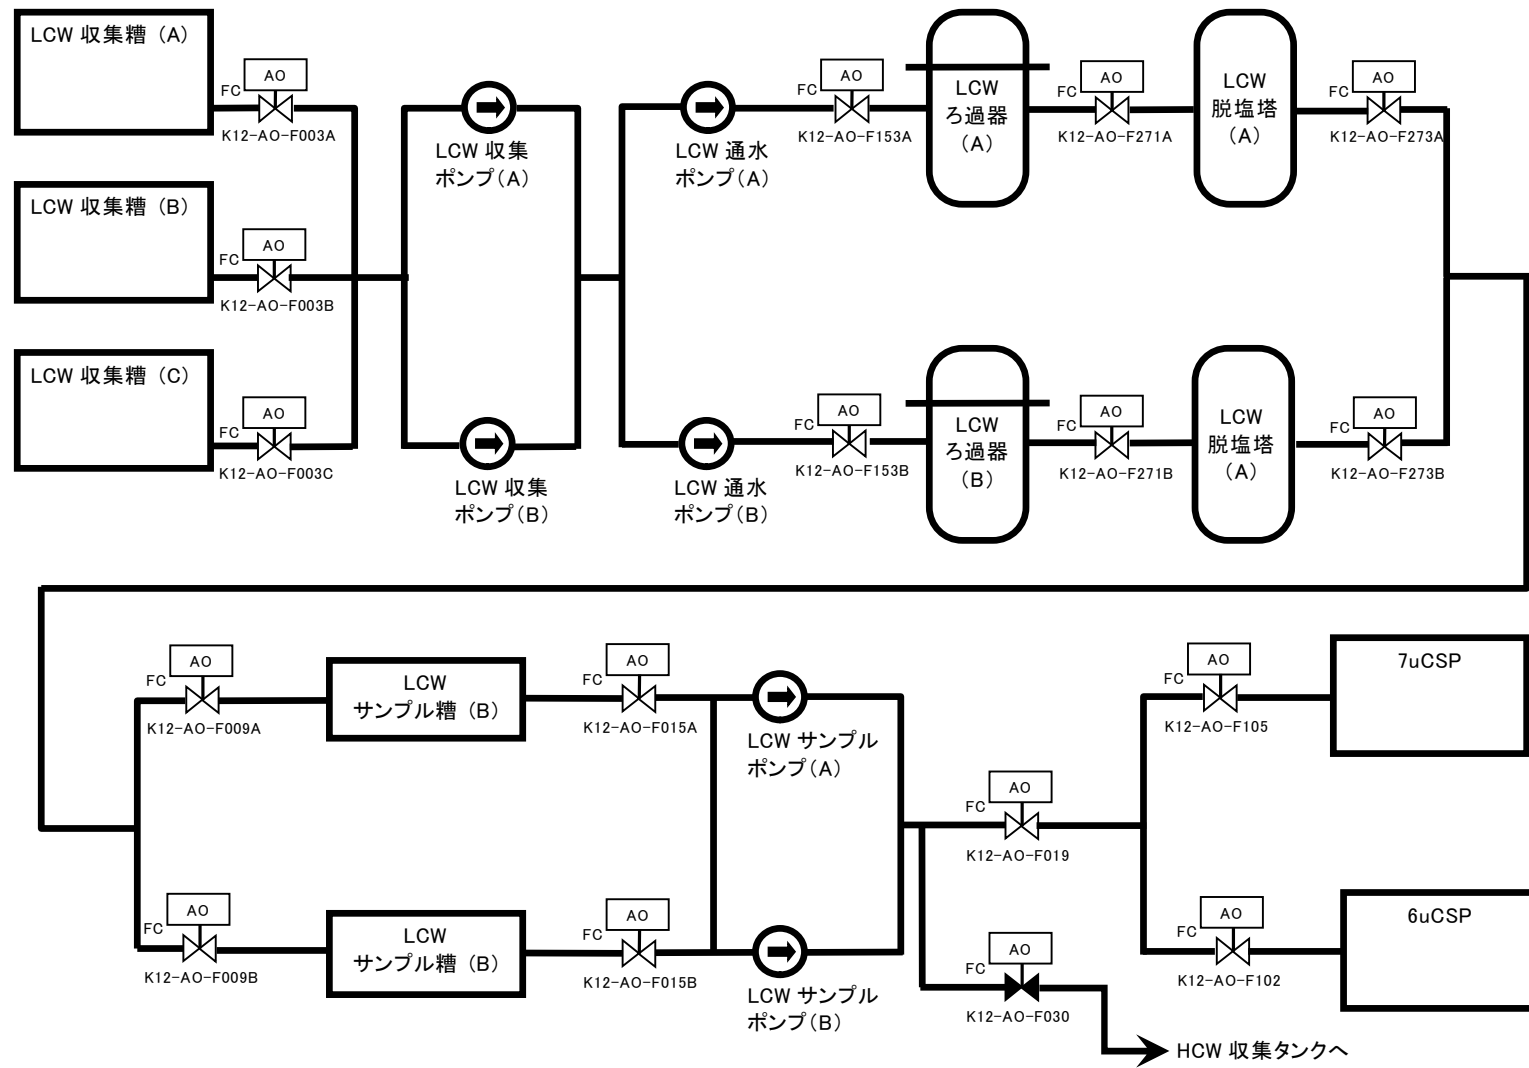 LCW 収集槽 (A)
FC
AO
K12-AO-F003A
LCW 収集
ポンプ(A)
LCW 通水
ポンプ(A)
FC
AO
K12-AO-F153A
LCW
ろ過器
(A)
FC
AO
K12-AO-F271A
LCW
脱塩塔
(A)
FC
AO
K12-AO-F273A
LCW 収集槽 (B)
FC
AO
K12-AO-F003B
LCW 収集槽 (C)
FC
AO
K12-AO-F003C
LCW 収集
ポンプ(B)
LCW 通水
ポンプ(B)
FC
AO
K12-AO-F153B
LCW
ろ過器
(B)
FC
AO
K12-AO-F271B
LCW
脱塩塔
(A)
FC
AO
K12-AO-F273B
FC
AO
K12-AO-F009A
LCW
サンプル槽 (B)
FC
AO
K12-AO-F015A
LCW サンプル
ポンプ(A)
FC
AO
K12-AO-F105
7uCSP
FC
AO
K12-AO-F019
FC
AO
K12-AO-F009B
LCW
サンプル槽 (B)
FC
AO
K12-AO-F015B
LCW サンプル
ポンプ(B)
FC
AO
K12-AO-F030
FC
AO
K12-AO-F102
6uCSP
HCW 収集タンクへ